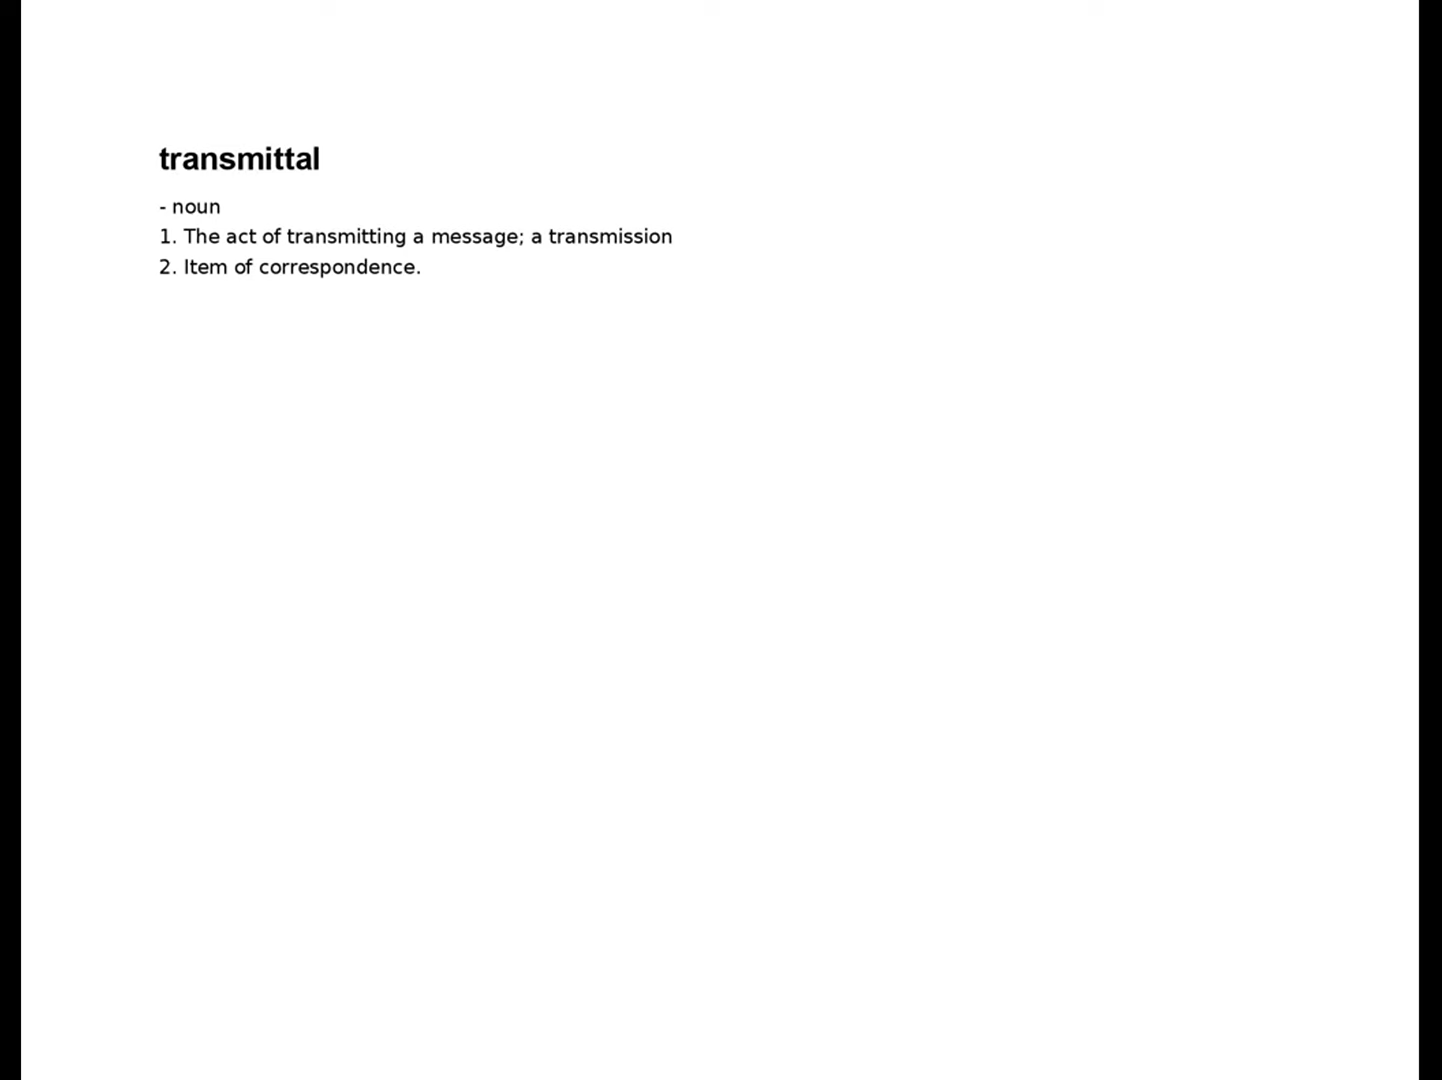 transmittal
- noun
1. The act of transmitting a message; a transmission
2. Item of correspondence.